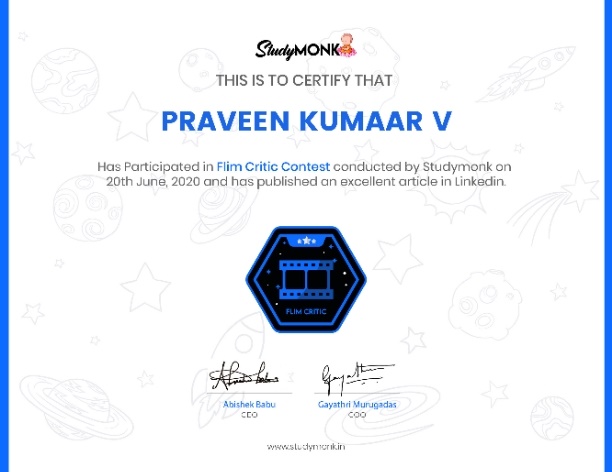 StudyMONK
THIS IS TO CERTIFY THAT
PRAVEEN KUMAAR V
Has Participated in Flim Critic Contest conducted by Studymonk on
20th June, 2020 and has published an excellent article in Linkedin.
FLIM CRITIC
Abishek Babu
Gayathri Murugadas
CEO
COO
www.studymonk.in